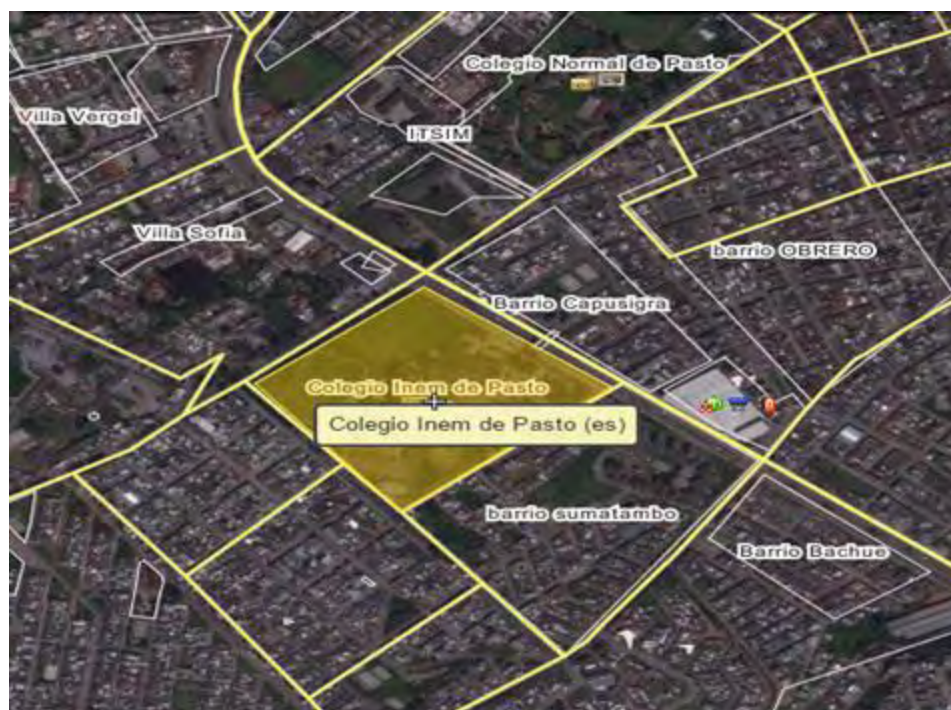 Colegio Normal de Pasto
Villa Vergel
ITSIM
Villa Sofia
barrio OBRERO
Barrio Capusigra
Colegio Inem de Pasto
Colegio Inem de Pasto (es)
barrio sumatambo
Barrio Bachue